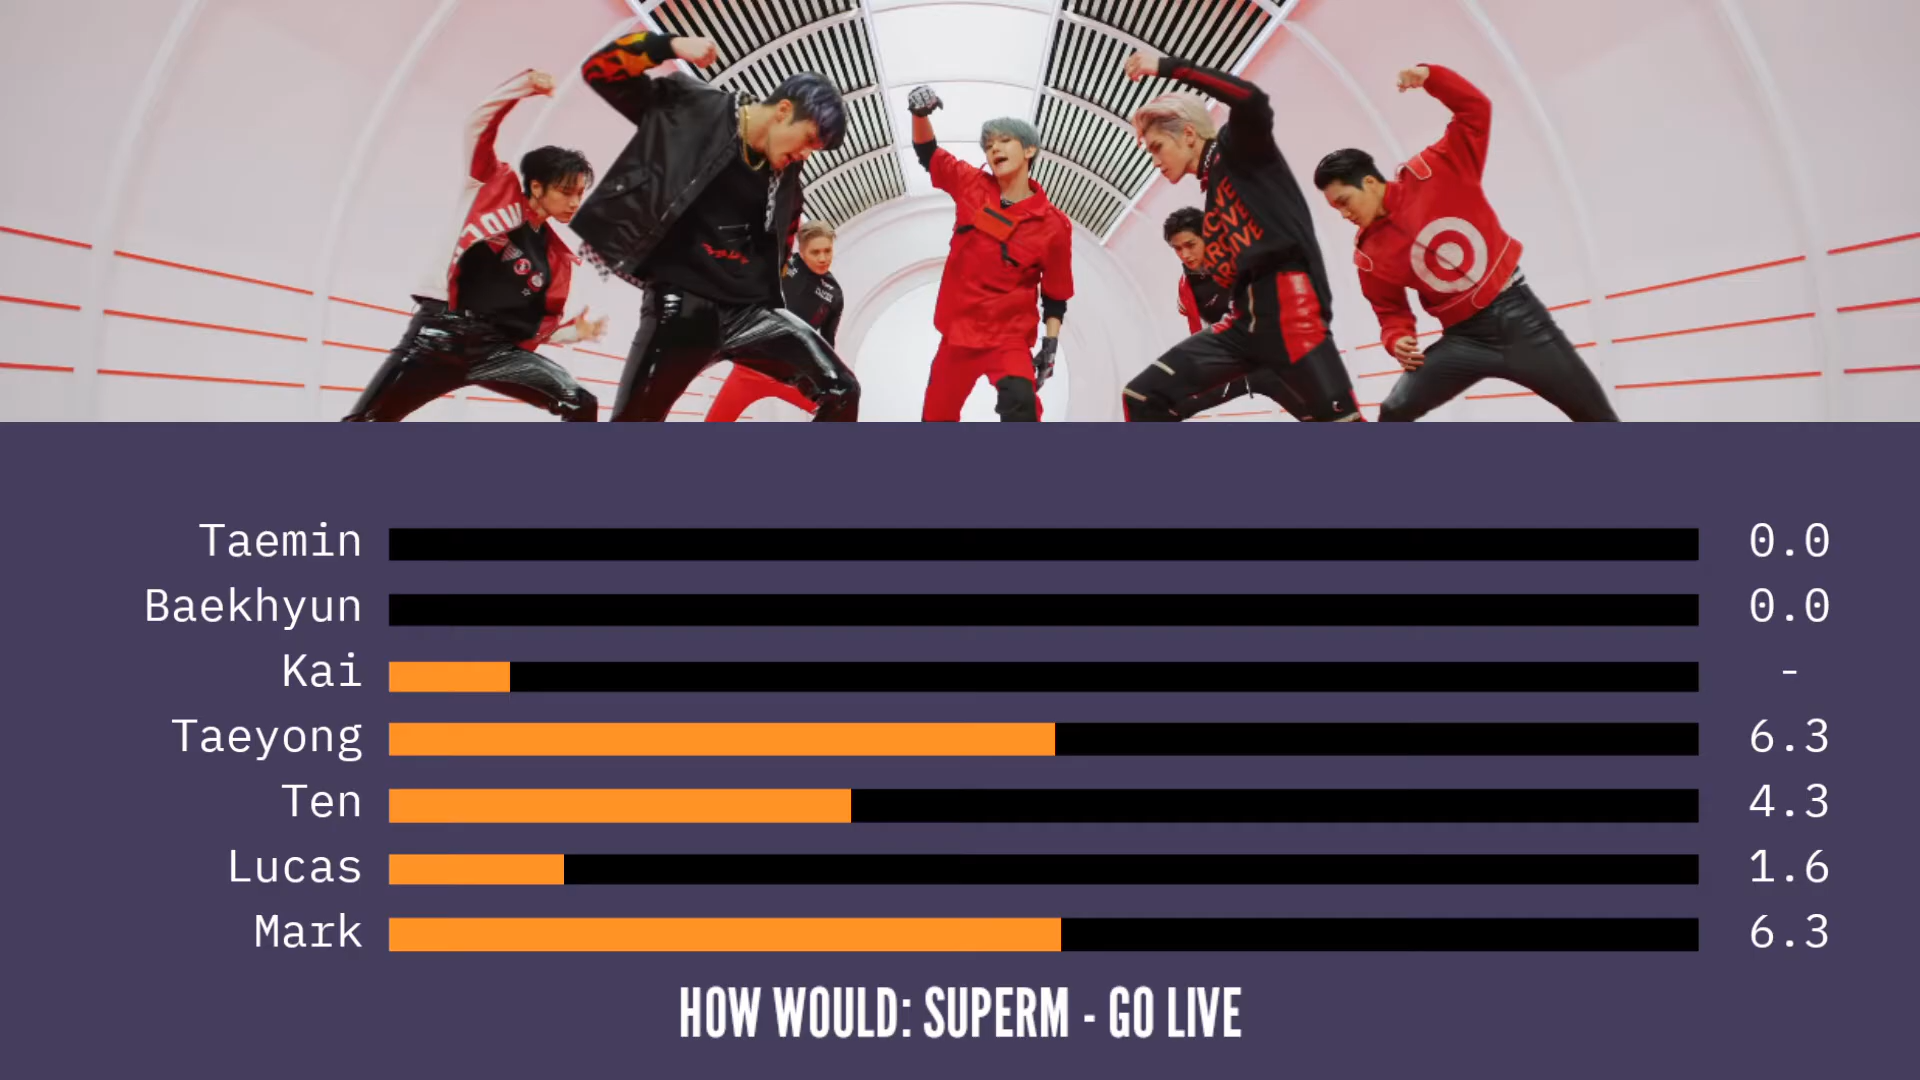 Taemin 0.0
Baekhyun 0.0
Kai -
Taeyong 6.3
Ten 4.3
Lucas 1.6
Mark 6.3
HOW WOULD: SUPERM - GO LIVE